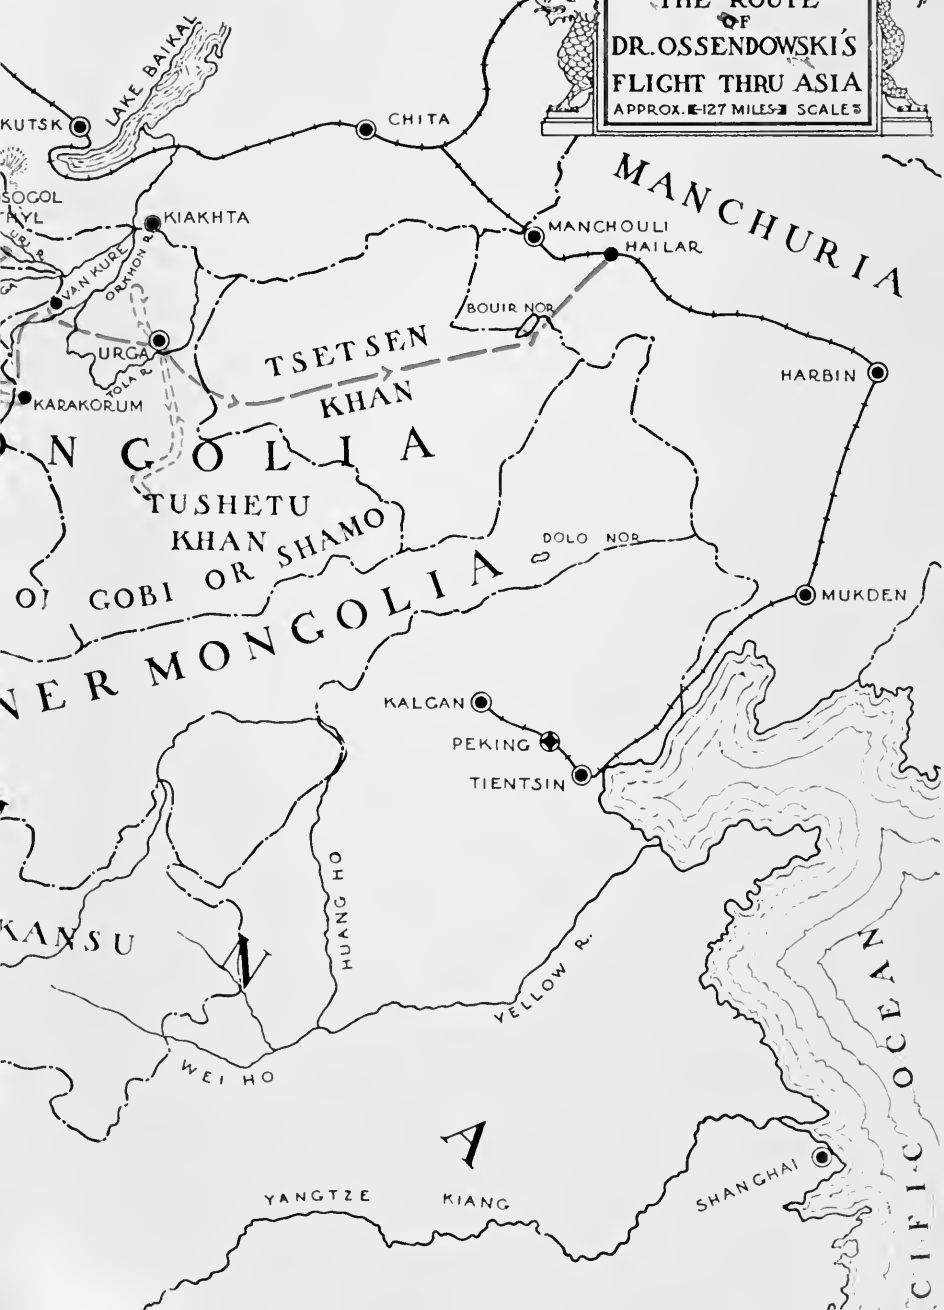 THE ROUTE
OF
DR. OSSENDOWSKI'S
FLIGHT THRU ASIA
APPROX. 127 MILES SCALE
LAKE BAIKAL
KUTSK
CHITA
MANCHURIA
SOGOL
KIAKHTA
MANCHOULI
HAILAR
URI R.
VAN KURE
ORKHON R.
BOUIR NOR
URGA
TOLA R.
TSETSEN
KHAN
KARAKORUM
HARBIN
NGOLIA
TUSHETU
KHAN
GOBI OR SHAMO
DOLO NOR
NER MONGOLIA
MUKDEN
KALGAN
PEKING
TIENTSIN
HUANG HO
KANSU
N
YELLOW R.
WEI HO
A
CIFIC OCEAN
SHANGHAI
YANGTZE KIANG